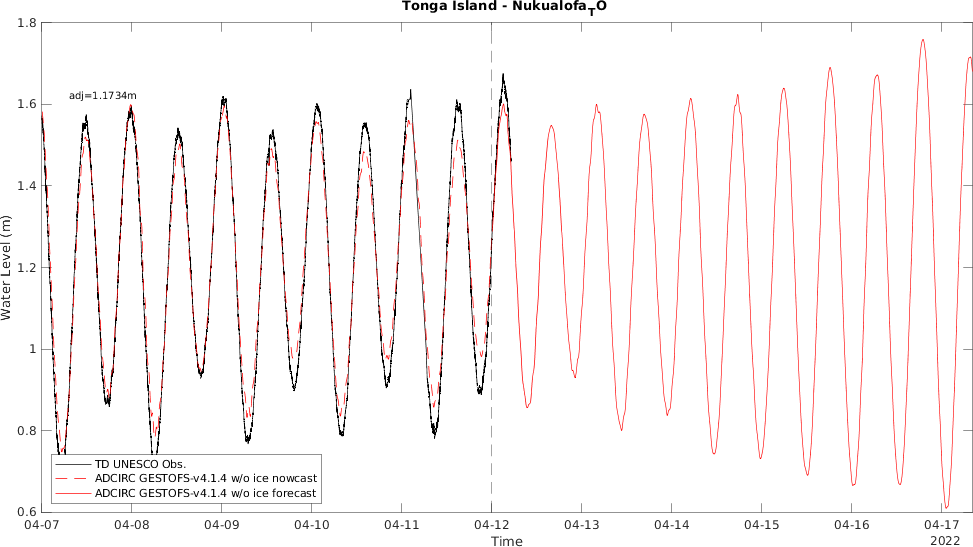 Tonga Island - Nukualofa_TO
1.8
adj=1.1734m
1.6
1.4
1.2
Water Level (m)
1
0.8
TD UNESCO Obs.
ADCIRC GESTOFS-v4.1.4 w/o ice nowcast
ADCIRC GESTOFS-v4.1.4 w/o ice forecast
0.6
04-07 04-08 04-09 04-10 04-11 04-12 04-13 04-14 04-15 04-16 04-17
Time 2022